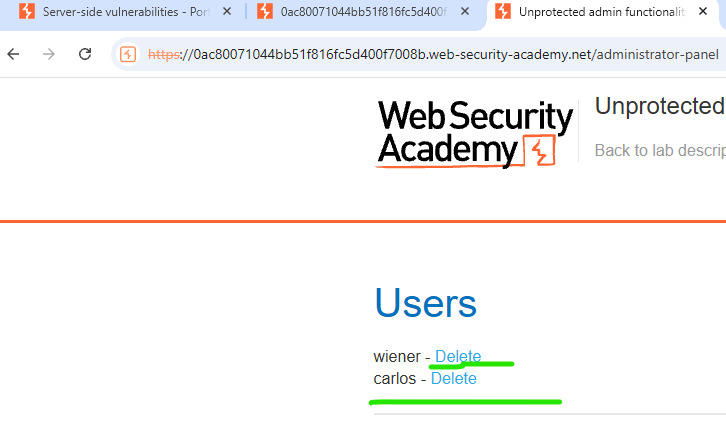 Server-side vulnerabilities - Port
0ac80071044bb51f816fc5d400f
Unprotected admin functionalit
https://0ac80071044bb51f816fc5d400f7008b.web-security-academy.net/administrator-panel
Web Security
Academy
Unprotected
Back to lab descrip
Users
wiener - Delete
carlos - Delete